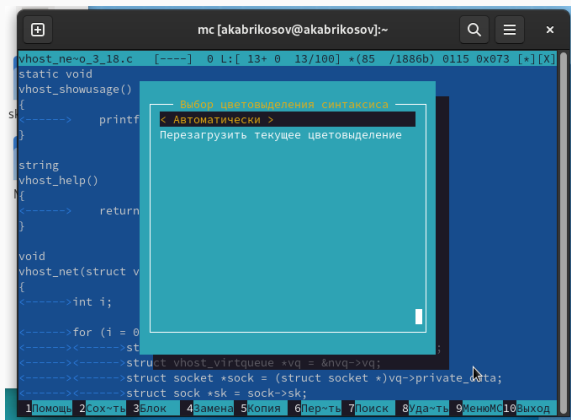 mc [akabrikosov@akabrikosov]:~
vhost_ne~o_3_18.c [----] 0 L:[ 13+ 0 13/100] *(85 /1886b) 0115 0x073 [*][X]
static void
vhost_showusage()
{
<------> printf
}
string
vhost_help()
{
<------> return
}
void
vhost_net(struct v
{
<------>int i;
<------>for (i = 0
<------><------>st ;
<------><------>struct vhost_virtqueue *vq = &nvq->vq;
<------><------>struct socket *sock = (struct socket *)vq->private_data;
<------><------>struct sock *sk = sock->sk;
Выбор цветовыделения синтаксиса
< Автоматически >
Перезагрузить текущее цветовыделение
1Помощь 2Сох~ть 3Блок 4Замена 5Копия 6Пер~ть 7Поиск 8Уда~ть 9МенюMC 10Выход